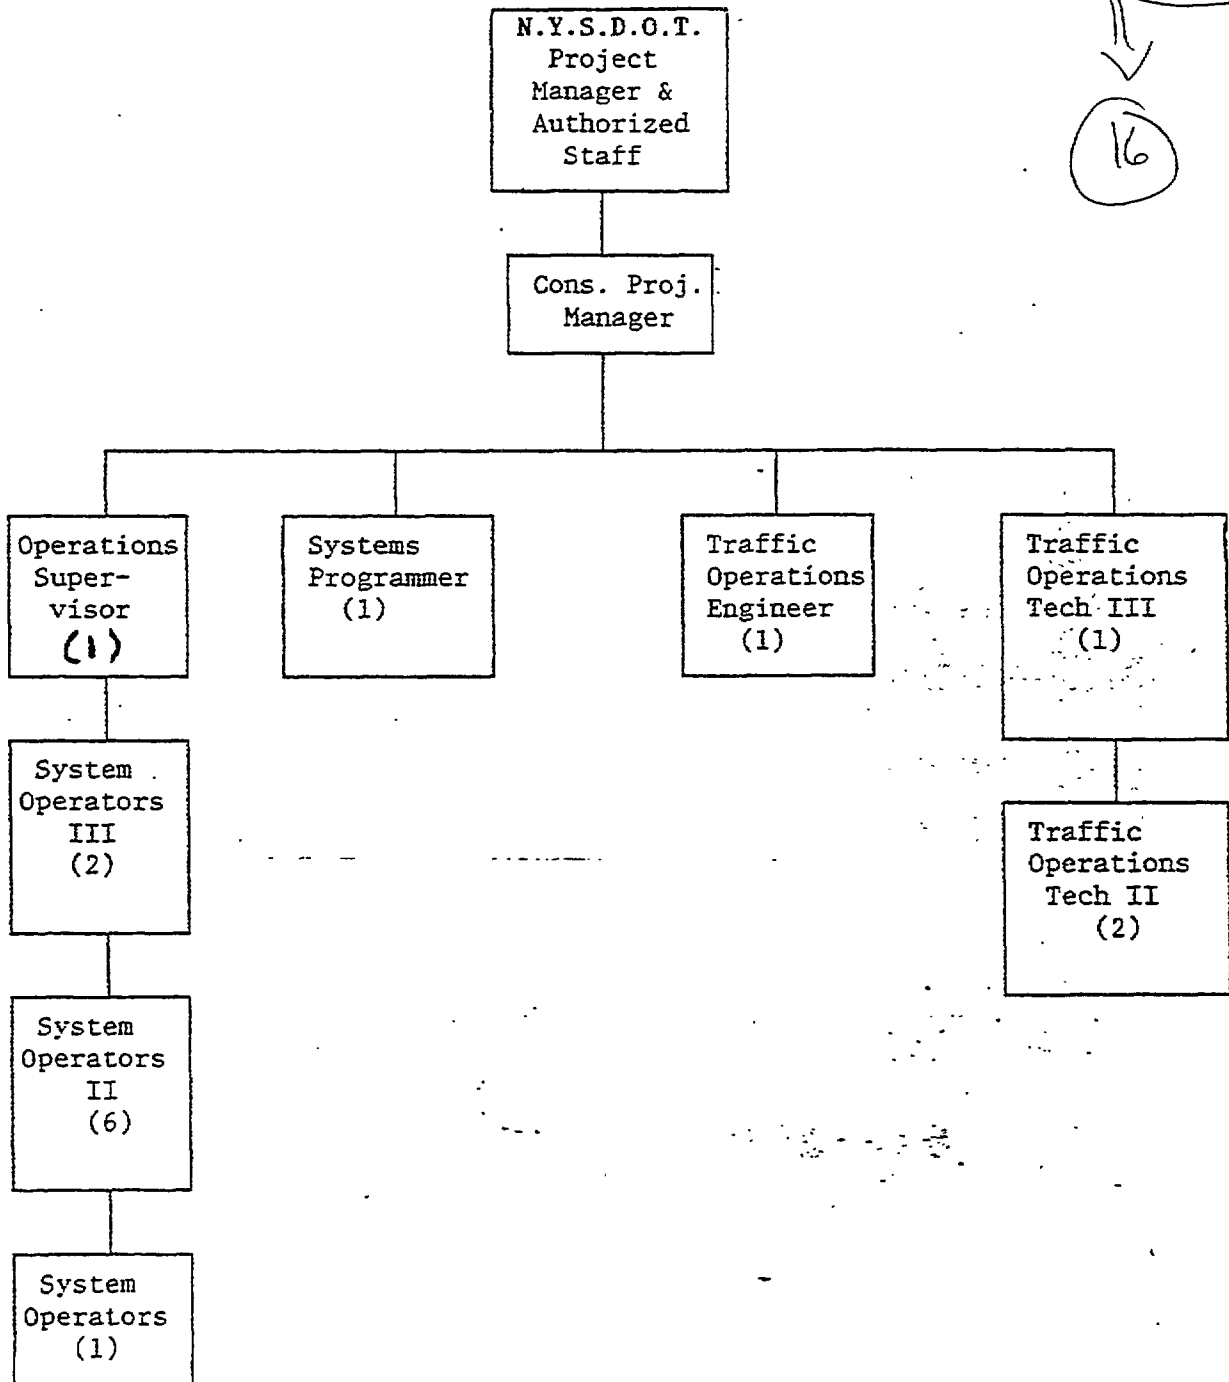 N.Y.S.D.O.T.
Project
Manager &
Authorized
Staff
16
Cons. Proj.
Manager
Operations
Super-
visor
(1)
Systems
Programmer
(1)
Traffic
Operations
Engineer
(1)
Traffic
Operations
Tech III
(1)
System
Operators
III
(2)
Traffic
Operations
Tech II
(2)
System
Operators
II
(6)
System
Operators
(1)